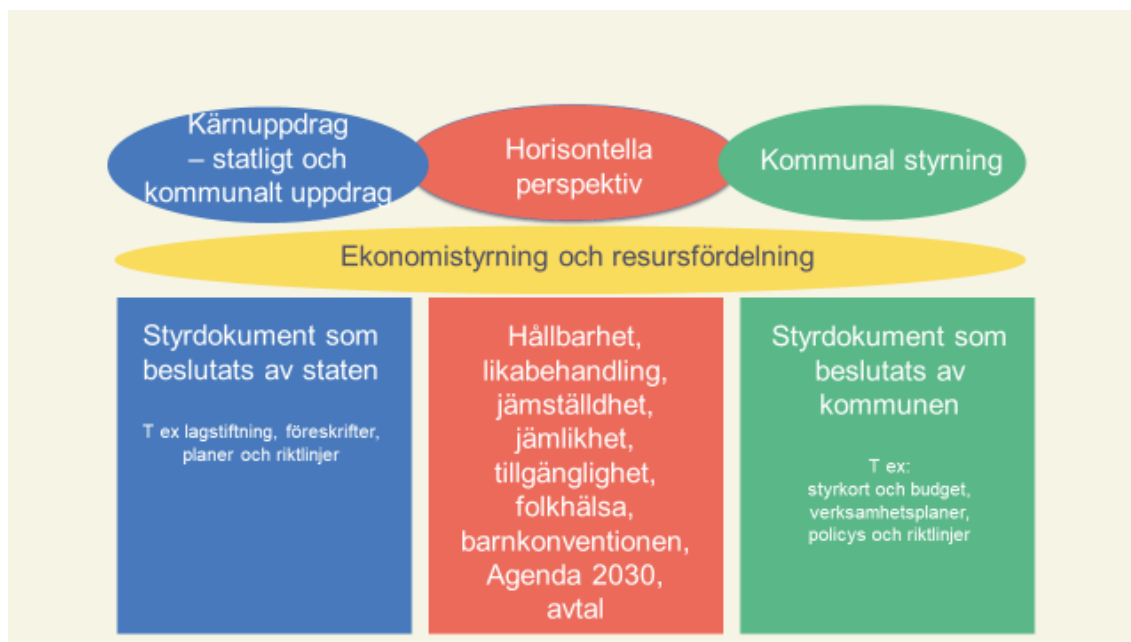 Kärnuppdrag
– statligt och
kommunalt uppdrag
Horisontella
perspektiv
Kommunal styrning
Ekonomistyrning och resursfördelning
Styrdokument som
beslutats av staten
T ex lagstiftning, föreskrifter,
planer och riktlinjer
Hållbarhet,
likabehandling,
jämställdhet,
jämlikhet,
tillgänglighet,
folkhälsa,
barnkonventionen,
Agenda 2030,
avtal
Styrdokument som
beslutats av
kommunen
T ex:
styrkort och budget,
verksamhetsplaner,
policys och riktlinjer